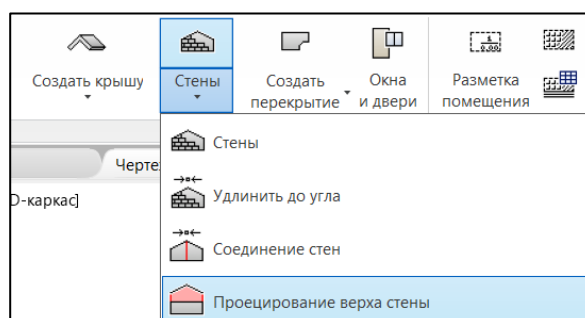 Создать крышу
Стены
Создать
перекрытие
Окна
и двери
Разметка
помещения
Стены
Черте
Удлинить до угла
D-каркас]
Соединение стен
Проецирование верха стены